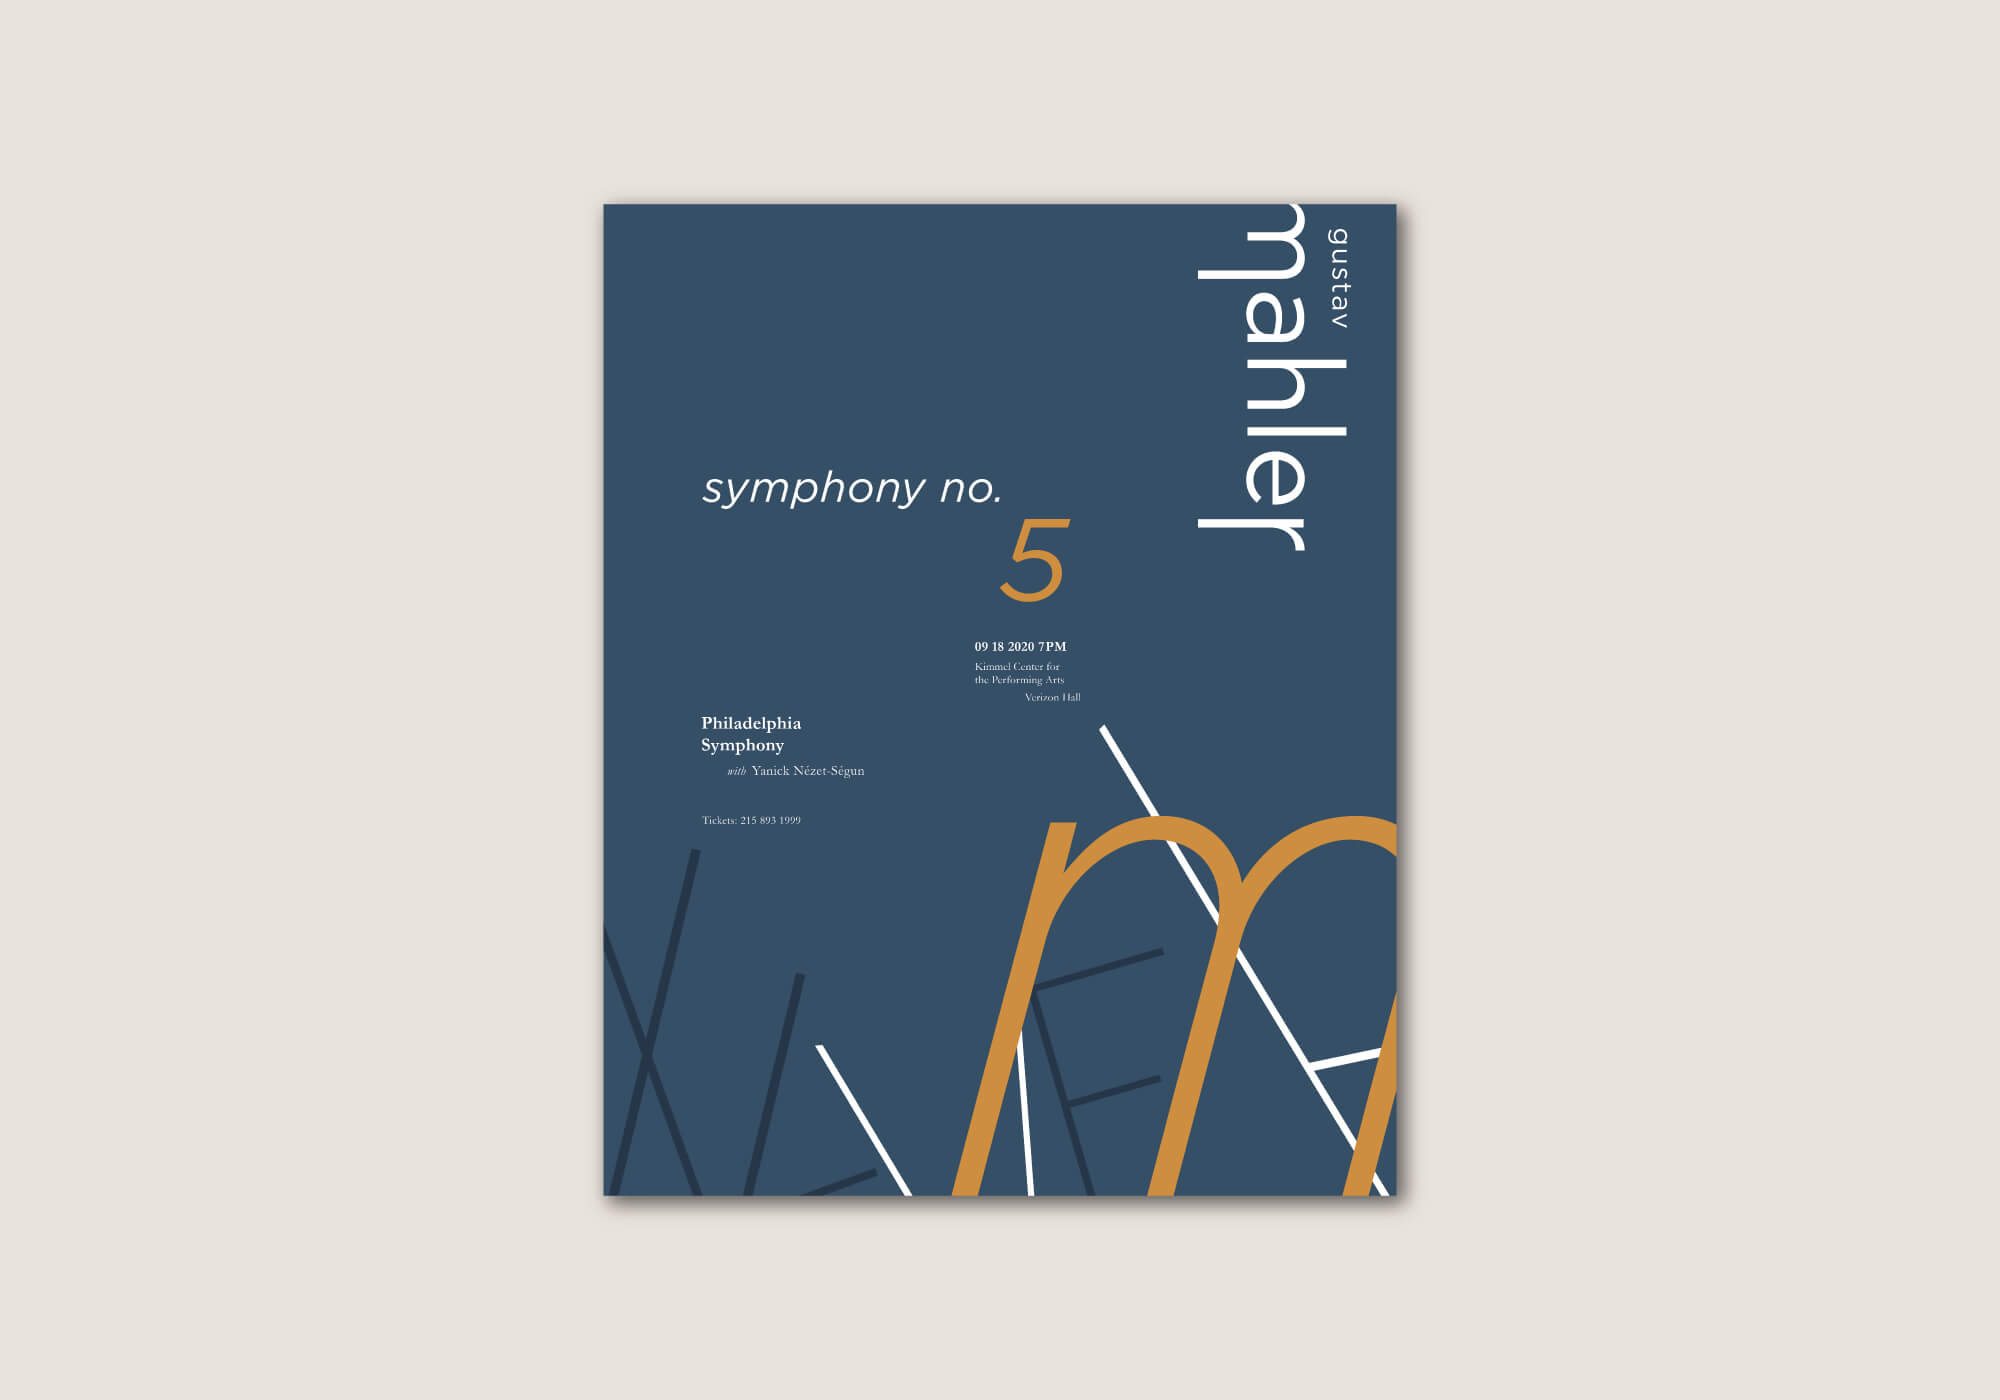 gustav
mahler
symphony no.
5
09 18 2020 7PM
Kimmel Center for
the Performing Arts
Verizon Hall
Philadelphia
Symphony
with Yanick Nézet-Ségun
Tickets: 215 893 1999
m